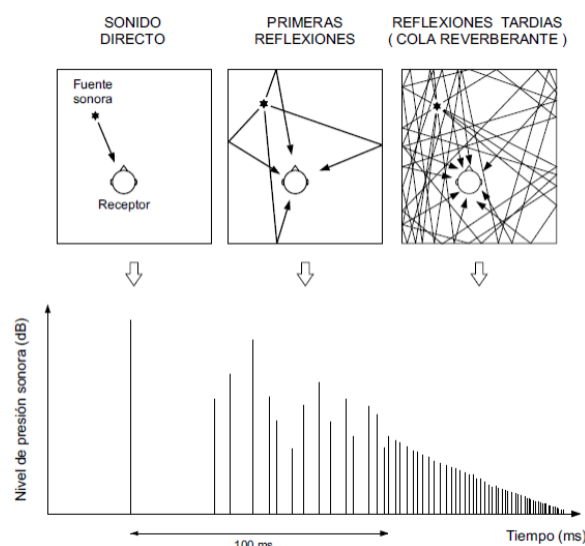 SONIDO
DIRECTO
PRIMERAS
REFLEXIONES
REFLEXIONES TARDIAS
( COLA REVERBERANTE )
Fuente
sonora
Receptor
Nivel de presión sonora (dB)
Tiempo (ms)
100 ms